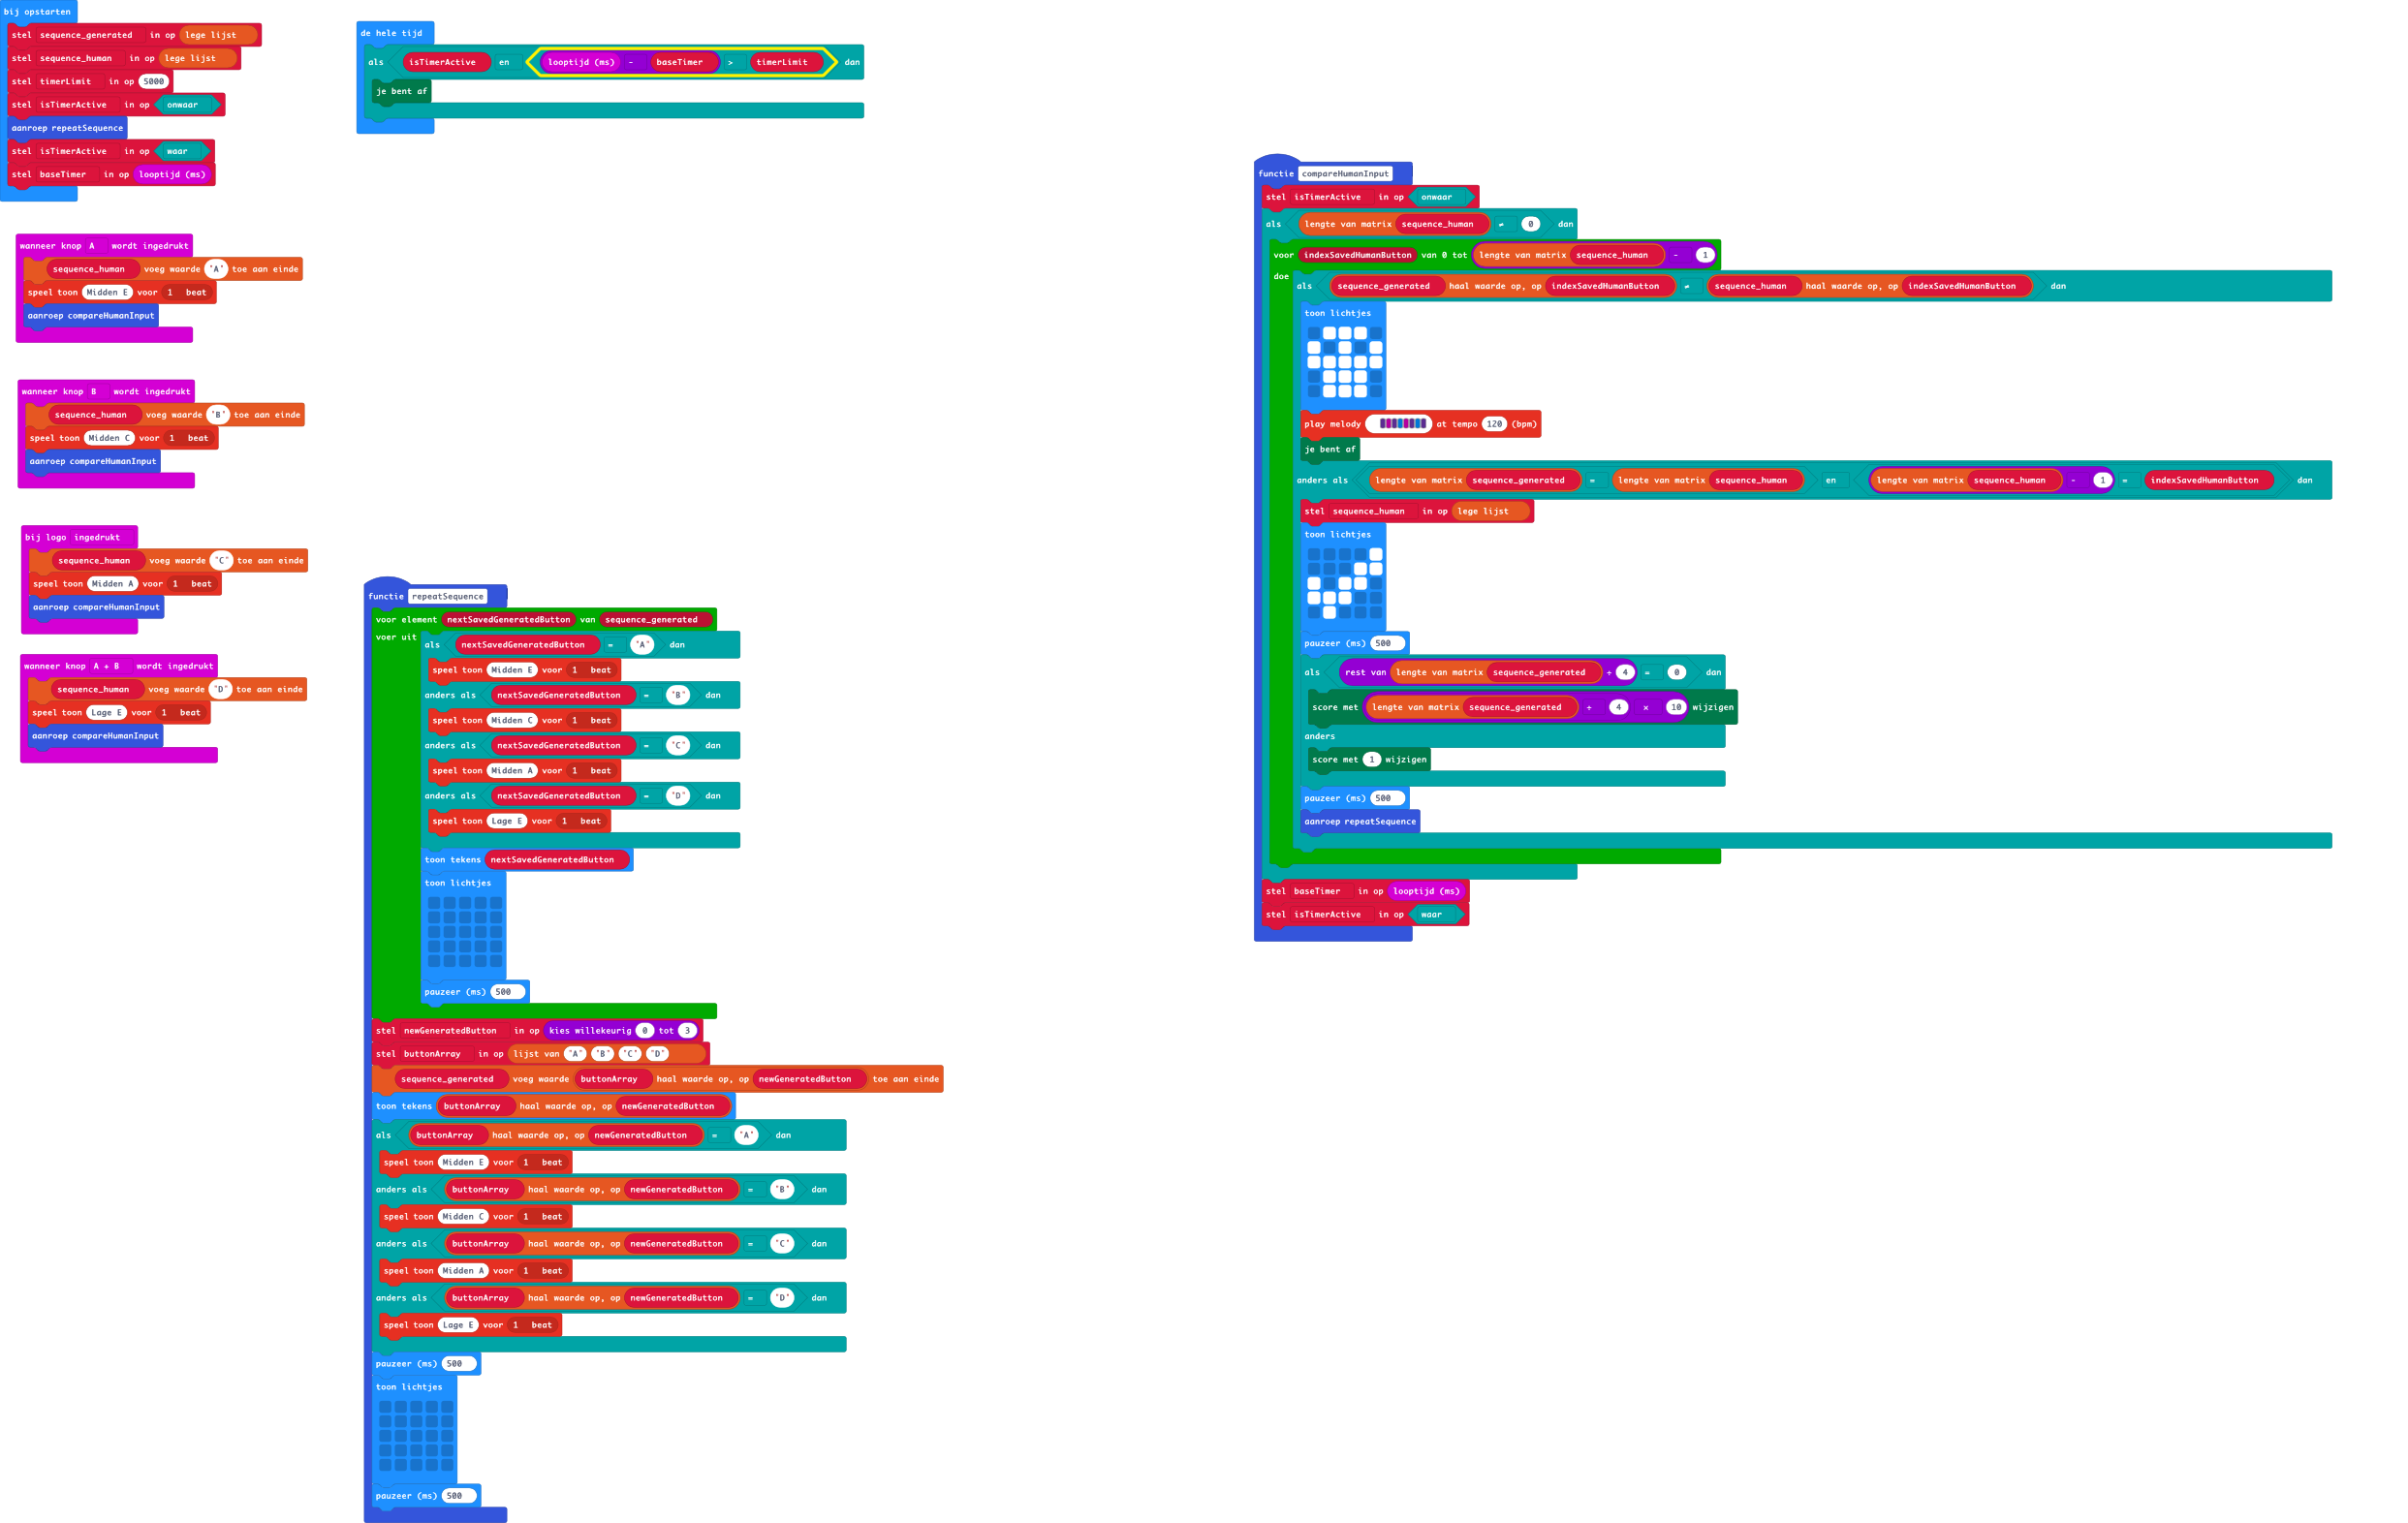 bij opstarten
stel sequence_generated in op lege lijst
stel sequence_human in op lege lijst
stel timerLimit in op 5000
stel isTimerActive in op onwaar
aanroep repeatSequence
stel isTimerActive in op waar
stel baseTimer in op looptijd (ms)
wanneer knop A wordt ingedrukt
sequence_human voeg waarde "A" toe aan einde
speel toon Midden E voor 1 beat
aanroep compareHumanInput
wanneer knop B wordt ingedrukt
sequence_human voeg waarde "B" toe aan einde
speel toon Midden C voor 1 beat
aanroep compareHumanInput
bij logo ingedrukt
sequence_human voeg waarde "C" toe aan einde
speel toon Midden A voor 1 beat
aanroep compareHumanInput
wanneer knop A + B wordt ingedrukt
sequence_human voeg waarde "D" toe aan einde
speel toon Lage E voor 1 beat
aanroep compareHumanInput
de hele tijd
als isTimerActive en looptijd (ms) - baseTimer > timerLimit dan
je bent af
functie repeatSequence
voor element nextSavedGeneratedButton van sequence_generated
voer uit
als nextSavedGeneratedButton = "A" dan
speel toon Midden E voor 1 beat
anders als nextSavedGeneratedButton = "B" dan
speel toon Midden C voor 1 beat
anders als nextSavedGeneratedButton = "C" dan
speel toon Midden A voor 1 beat
anders als nextSavedGeneratedButton = "D" dan
speel toon Lage E voor 1 beat
toon tekens nextSavedGeneratedButton
toon lichtjes
pauzeer (ms) 500
stel newGeneratedButton in op kies willekeurig 0 tot 3
stel buttonArray in op lijst van "A" "B" "C" "D"
sequence_generated voeg waarde buttonArray haal waarde op, op newGeneratedButton toe aan einde
toon tekens buttonArray haal waarde op, op newGeneratedButton
als buttonArray haal waarde op, op newGeneratedButton = "A" dan
speel toon Midden E voor 1 beat
anders als buttonArray haal waarde op, op newGeneratedButton = "B" dan
speel toon Midden C voor 1 beat
anders als buttonArray haal waarde op, op newGeneratedButton = "C" dan
speel toon Midden A voor 1 beat
anders als buttonArray haal waarde op, op newGeneratedButton = "D" dan
speel toon Lage E voor 1 beat
pauzeer (ms) 500
toon lichtjes
pauzeer (ms) 500
functie compareHumanInput
stel isTimerActive in op onwaar
als lengte van matrix sequence_human ≠ 0 dan
voor indexSavedHumanButton van 0 tot lengte van matrix sequence_human - 1
doe
als sequence_generated haal waarde op, op indexSavedHumanButton ≠ sequence_human haal waarde op, op indexSavedHumanButton dan
toon lichtjes
play melody at tempo 120 (bpm)
je bent af
anders als lengte van matrix sequence_generated = lengte van matrix sequence_human en lengte van matrix sequence_human - 1 = indexSavedHumanButton dan
stel sequence_human in op lege lijst
toon lichtjes
pauzeer (ms) 500
als rest van lengte van matrix sequence_generated ÷ 4 = 0 dan
score met lengte van matrix sequence_generated ÷ 4 × 10 wijzigen
anders
score met 1 wijzigen
pauzeer (ms) 500
aanroep repeatSequence
stel baseTimer in op looptijd (ms)
stel isTimerActive in op waar